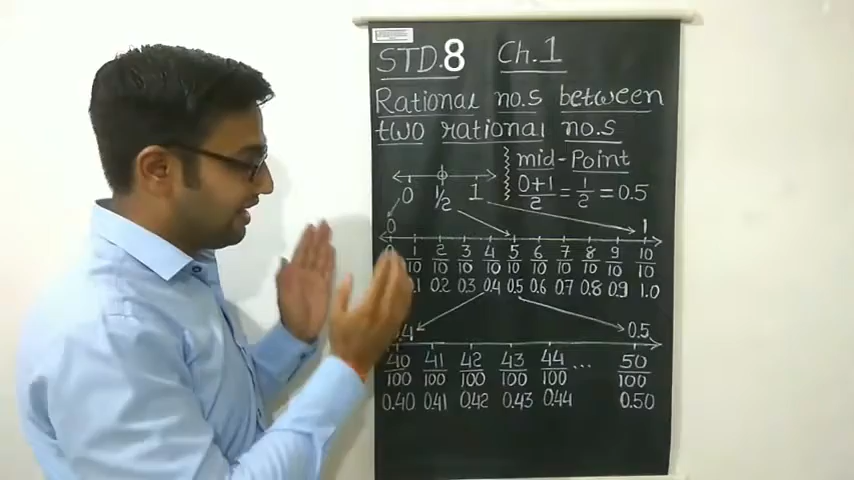 STD.8 Ch.1
Rational no.s between
two rational no.s
mid-Point
0 1/2 1
0+1/2 = 1/2 = 0.5
0 1
1/10 2/10 3/10 4/10 5/10 6/10 7/10 8/10 9/10 10/10
0.2 0.3 0.4 0.5 0.6 0.7 0.8 0.9 1.0
0.5
40/100 41/100 42/100 43/100 44/100 ... 50/100
0.40 0.41 0.42 0.43 0.44 0.50